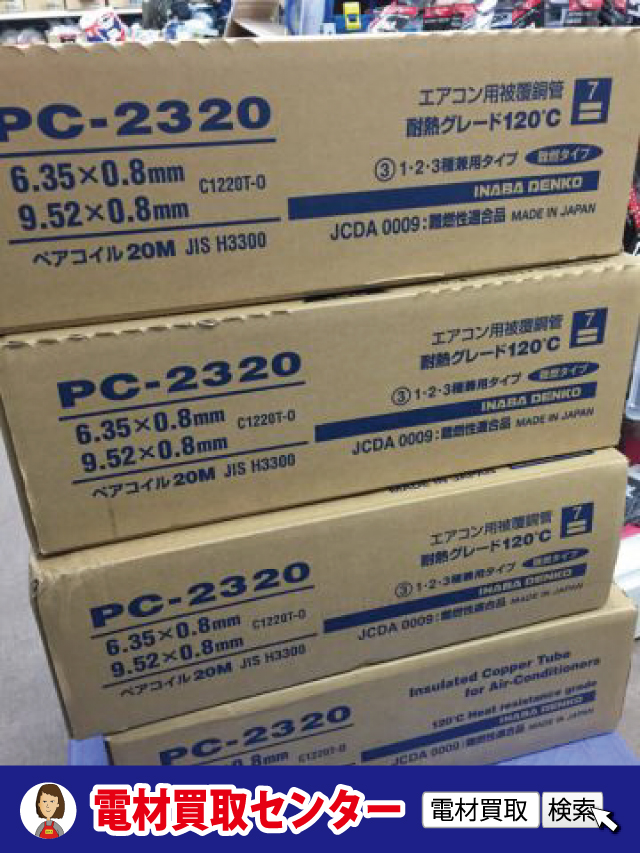 PC-2320
6.35×0.8mm
9.52×0.8mm
C1220T-O
ペアコイル20M JIS H3300
エアコン用被覆銅管
耐熱グレード120℃
7
③1・2・3種兼用タイプ 難燃タイプ
INABA DENKO
JCDA 0009:難燃性適合品 MADE IN JAPAN
PC-2320
6.35×0.8mm
9.52×0.8mm
C1220T-O
ペアコイル20M JIS H3300
エアコン用被覆銅管
耐熱グレード120℃
7
③1・2・3種兼用タイプ 難燃タイプ
INABA DENKO
JCDA 0009:難燃性適合品 MADE IN JAPAN
MADE IN JAPAN
PC-2320
6.35×0.8mm
9.52×0.8mm
C1220T-O
ペアコイル20M JIS H3300
エアコン用被覆銅管
耐熱グレード120℃
7
③1・2・3種兼用タイプ 難燃タイプ
INABA DENKO
JCDA 0009:難燃性適合品 MADE IN JAPAN
PC-2320
0.8mm C1220T-O
Insulated Copper Tube
for Air-Conditioners
120℃ Heat resistance grade
INABA DENKO
JCDA 0009: MADE IN JAPAN
電材買取センター 電材買取 検索